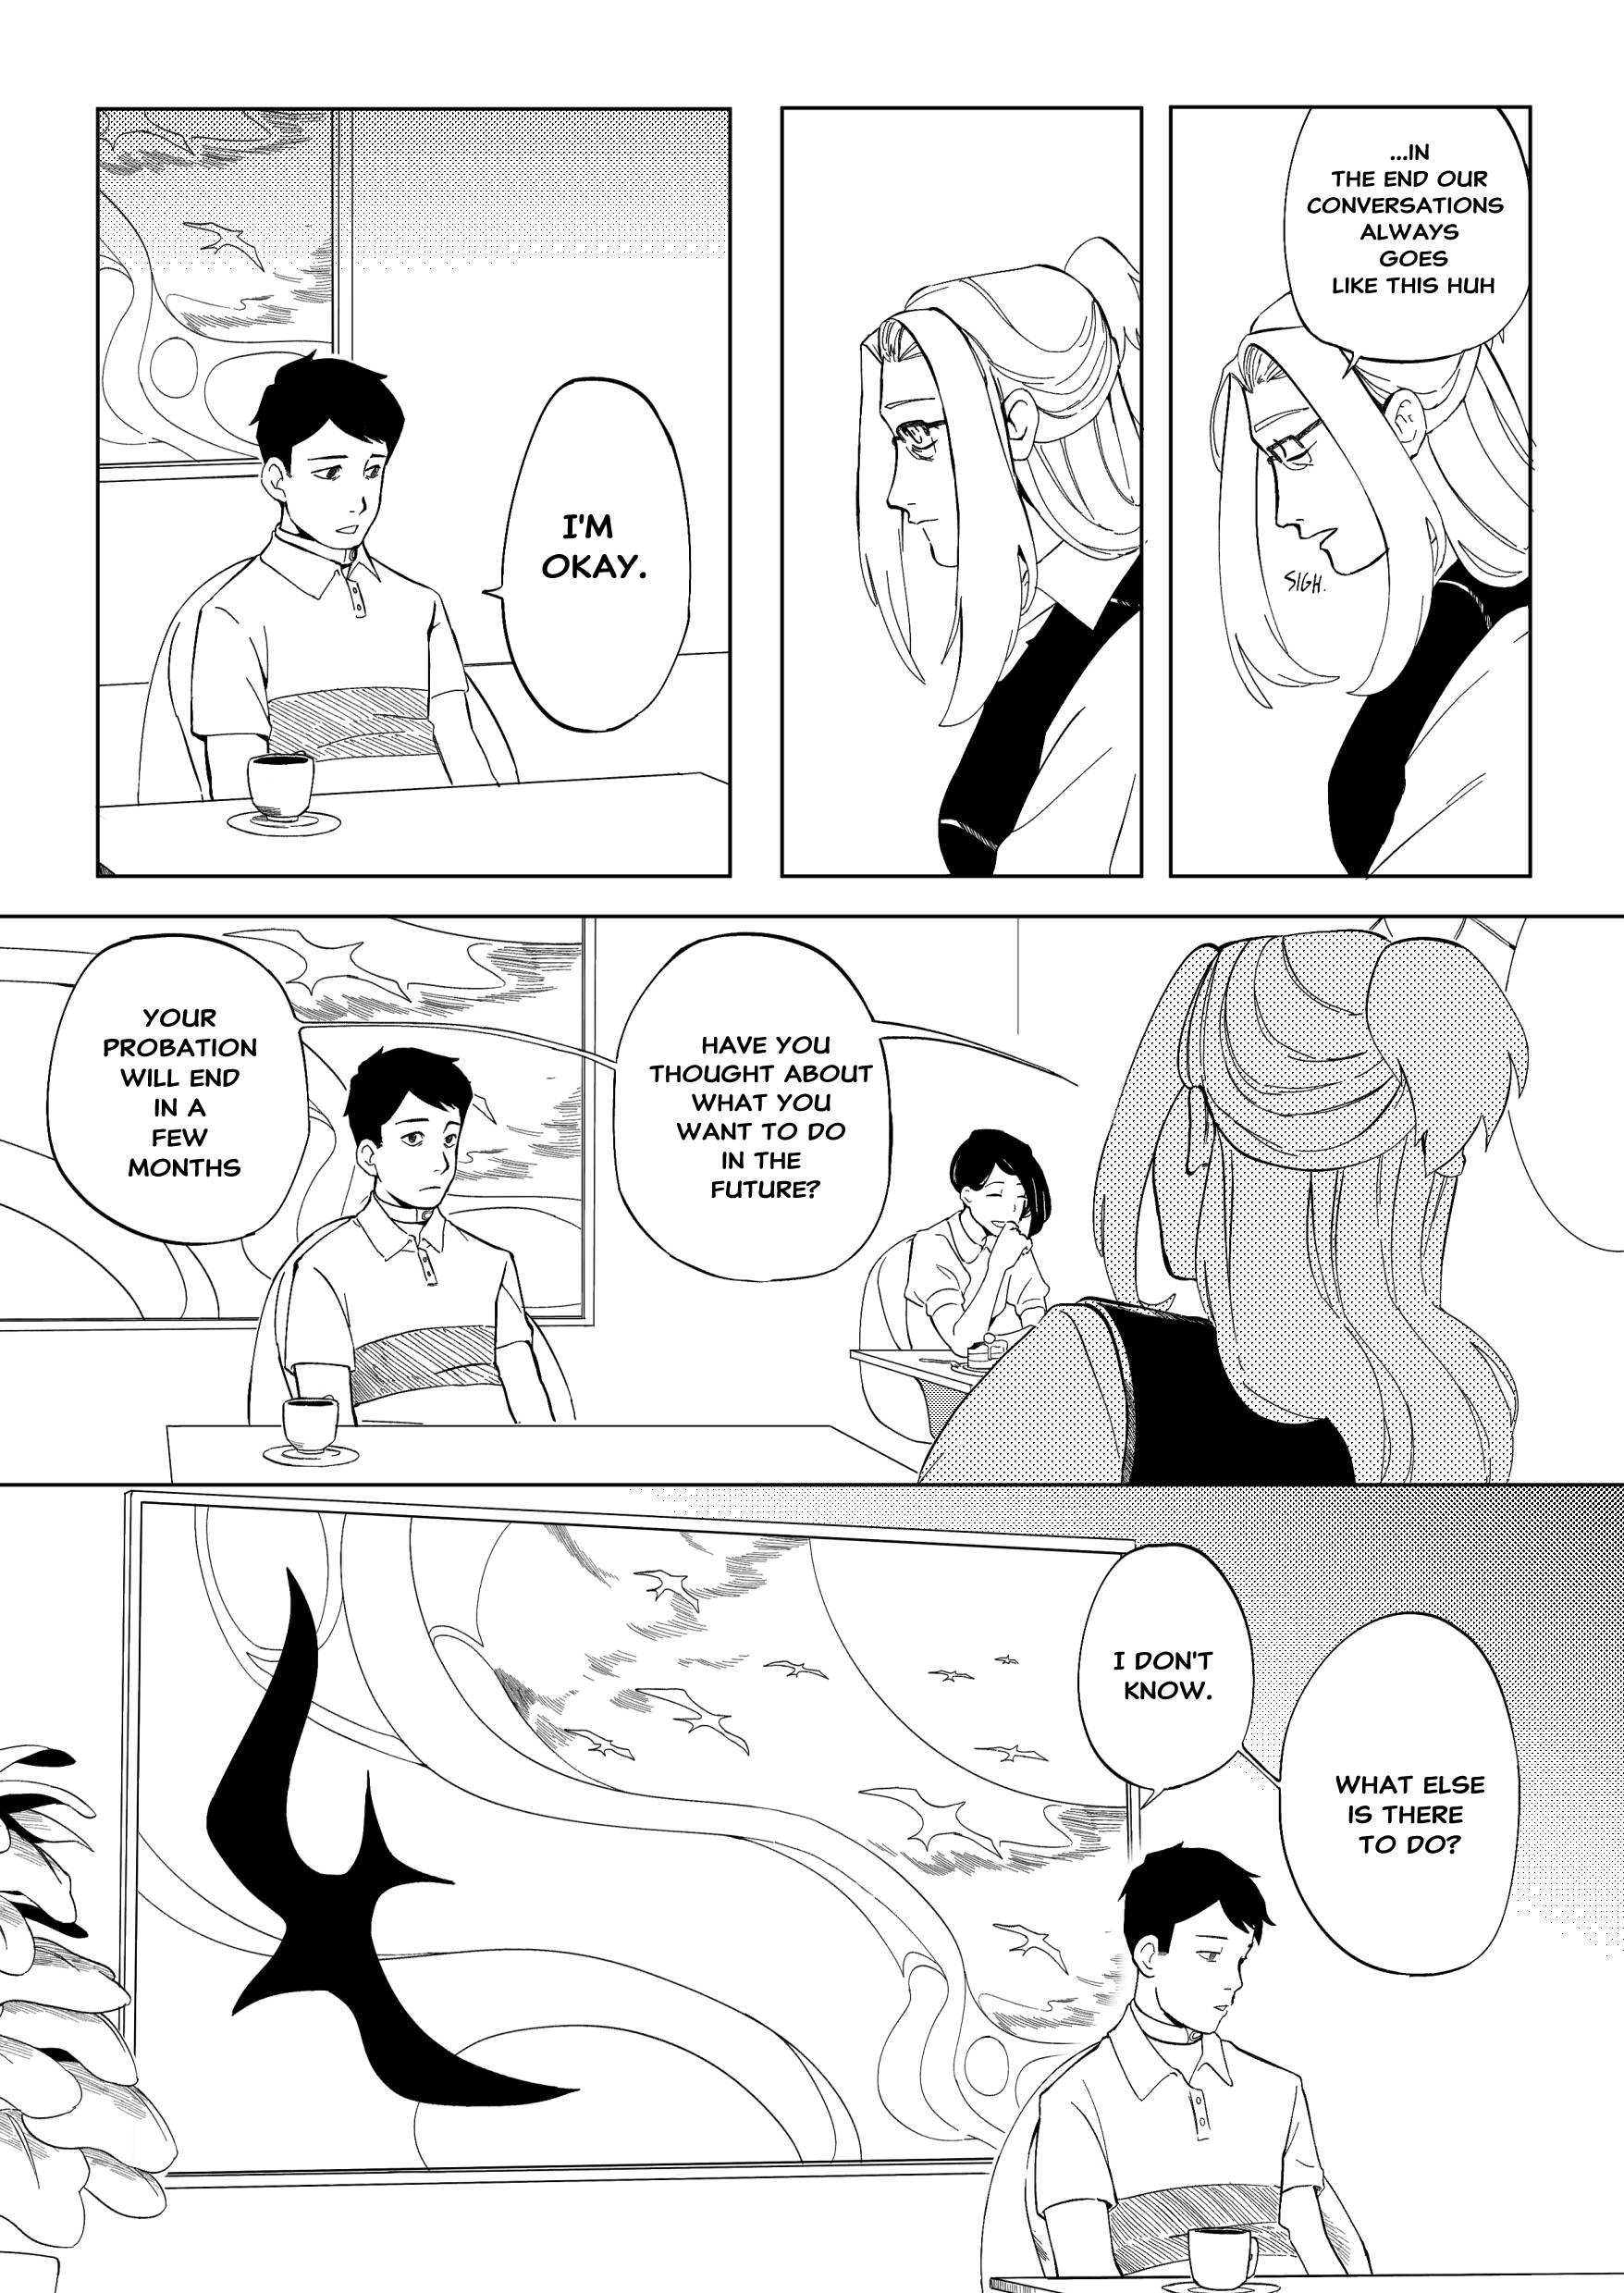 I'M
OKAY.
...IN
THE END OUR
CONVERSATIONS
ALWAYS
GOES
LIKE THIS HUH
SIGH.
YOUR
PROBATION
WILL END
IN A
FEW
MONTHS
HAVE YOU
THOUGHT ABOUT
WHAT YOU
WANT TO DO
IN THE
FUTURE?
I DON'T
KNOW.
WHAT ELSE
IS THERE
TO DO?